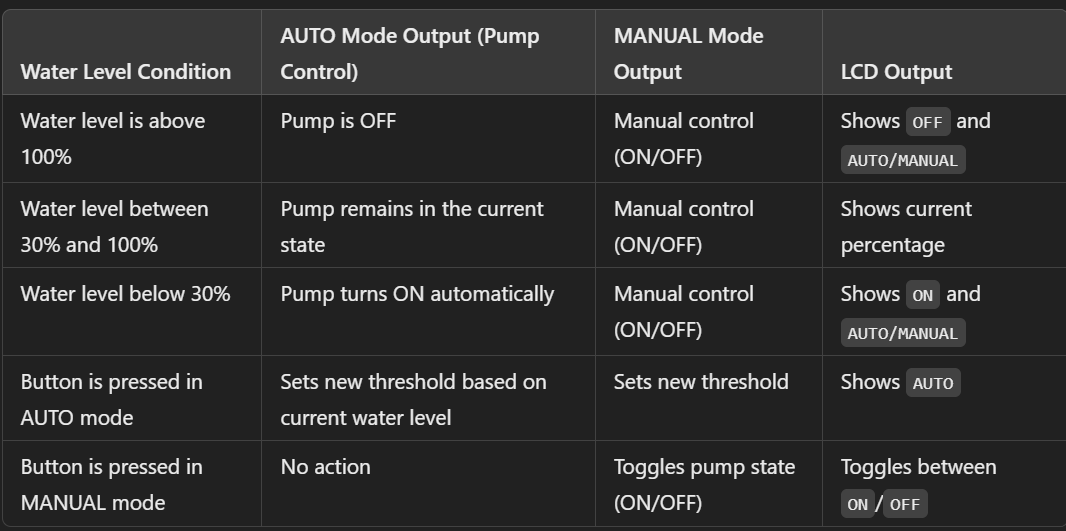 Water Level Condition
AUTO Mode Output (Pump
Control)
MANUAL Mode
Output
LCD Output
Water level is above
100%
Pump is OFF
Manual control
(ON/OFF)
Shows OFF and
AUTO/MANUAL
Water level between
30% and 100%
Pump remains in the current
state
Manual control
(ON/OFF)
Shows current
percentage
Water level below 30%
Pump turns ON automatically
Manual control
(ON/OFF)
Shows ON and
AUTO/MANUAL
Button is pressed in
AUTO mode
Sets new threshold based on
current water level
Sets new threshold
Shows AUTO
Button is pressed in
MANUAL mode
No action
Toggles pump state
(ON/OFF)
Toggles between
ON/OFF